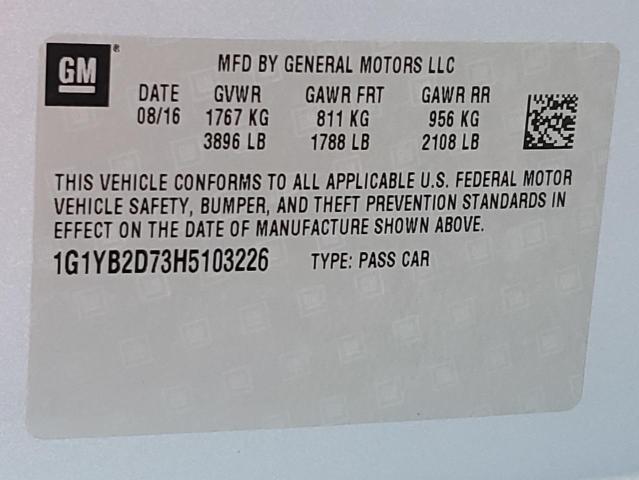 GM®
MFD BY GENERAL MOTORS LLC
DATE GVWR GAWR FRT GAWR RR
08/16 1767 KG 811 KG 956 KG
3896 LB 1788 LB 2108 LB
THIS VEHICLE CONFORMS TO ALL APPLICABLE U.S. FEDERAL MOTOR
VEHICLE SAFETY, BUMPER, AND THEFT PREVENTION STANDARDS IN
EFFECT ON THE DATE OF MANUFACTURE SHOWN ABOVE.
1G1YB2D73H5103226 TYPE: PASS CAR